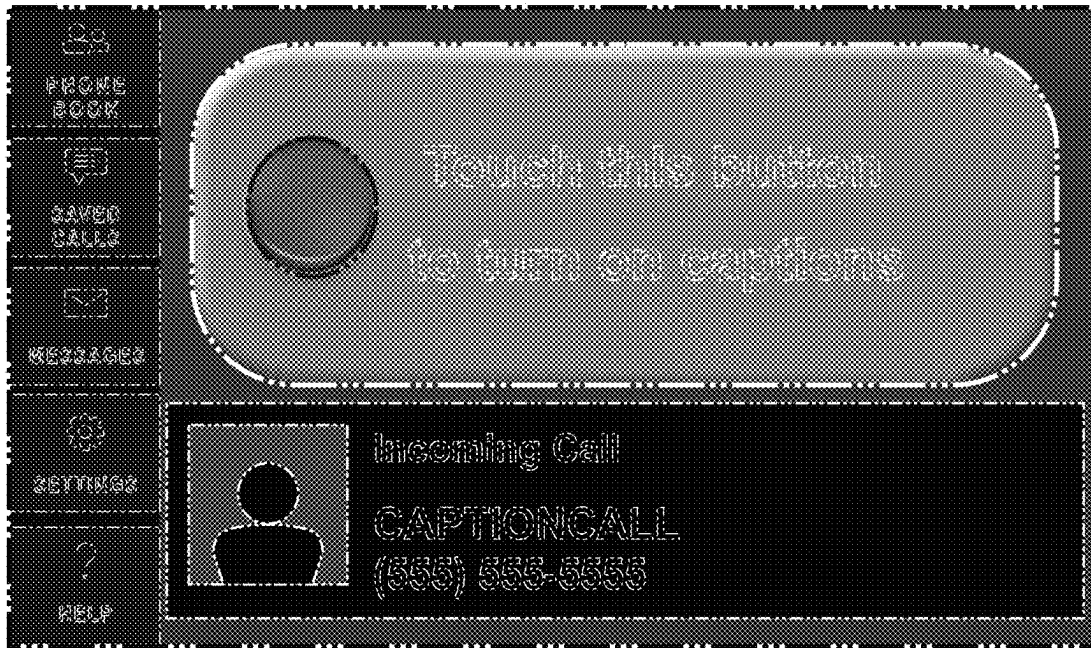 PHONE
BOOK
SAVED
CALLS
MESSAGES
SETTINGS
HELP
Touch this button
to turn on captions
Incoming Call
CAPTIONCALL
(555) 555-5555